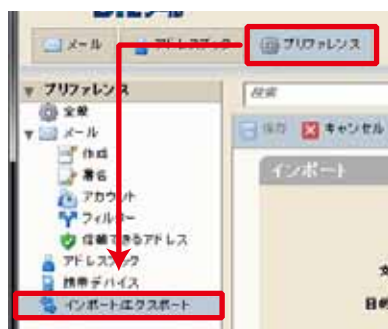 メール
アドレスブック
プリファレンス
プリファレンス
検索
全般
保存 キャンセル
メール
作成
インポート
署名
アカウント
フィルター
信頼できるアドレス
アドレスブック
携帯デバイス
インポート/エクスポート